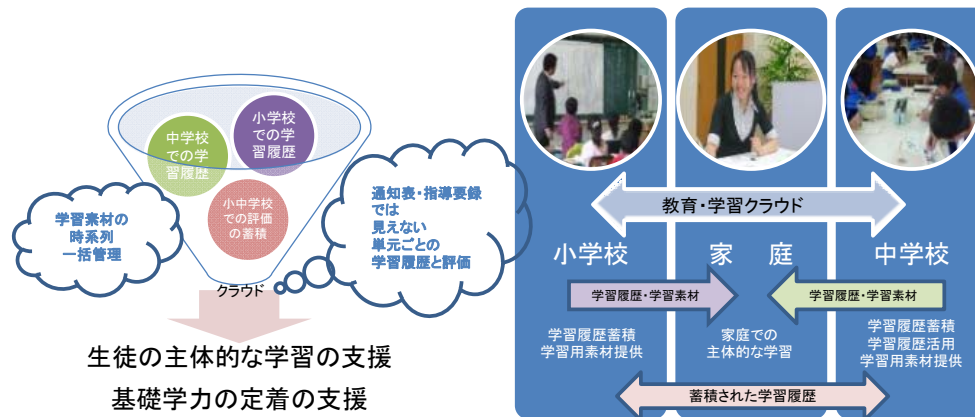 小学校
での学
習履歴
中学校
での学
習履歴
小中学校
での評価
の蓄積
学習素材の
時系列
一括管理
通知表・指導要録
では
見えない
単元ごとの
学習履歴と評価
クラウド
生徒の主体的な学習の支援
基礎学力の定着の支援
教育・学習クラウド
小学校
家　庭
中学校
学習履歴・学習素材
学習履歴・学習素材
学習履歴蓄積
学習用素材提供
家庭での
主体的な学習
学習履歴蓄積
学習履歴活用
学習用素材提供
蓄積された学習履歴